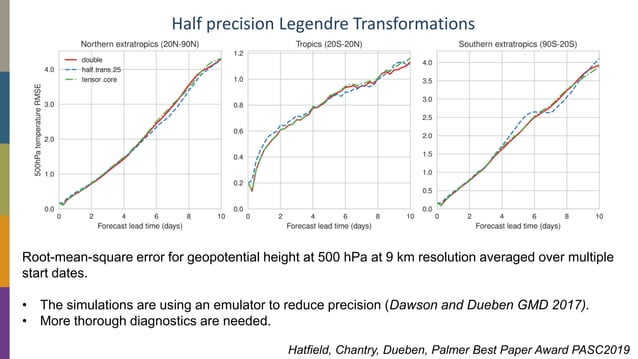 Half precision Legendre Transformations
Northern extratropics (20N-90N)
double
half.trans.25
tensor.core
500hPa temperature RMSE
4.0
3.0
2.0
1.0
0.0
0 2 4 6 8 10
Forecast lead time (days)
Tropics (20S-20N)
1.2
1.0
0.8
0.6
0.4
0.2
0.0
0 2 4 6 8 10
Forecast lead time (days)
Southern extratropics (90S-20S)
4.0
3.5
3.0
2.5
2.0
1.5
1.0
0.5
0.0
0 2 4 6 8 10
Forecast lead time (days)
Root-mean-square error for geopotential height at 500 hPa at 9 km resolution averaged over multiple
start dates.
• The simulations are using an emulator to reduce precision (Dawson and Dueben GMD 2017).
• More thorough diagnostics are needed.
Hatfield, Chantry, Dueben, Palmer Best Paper Award PASC2019